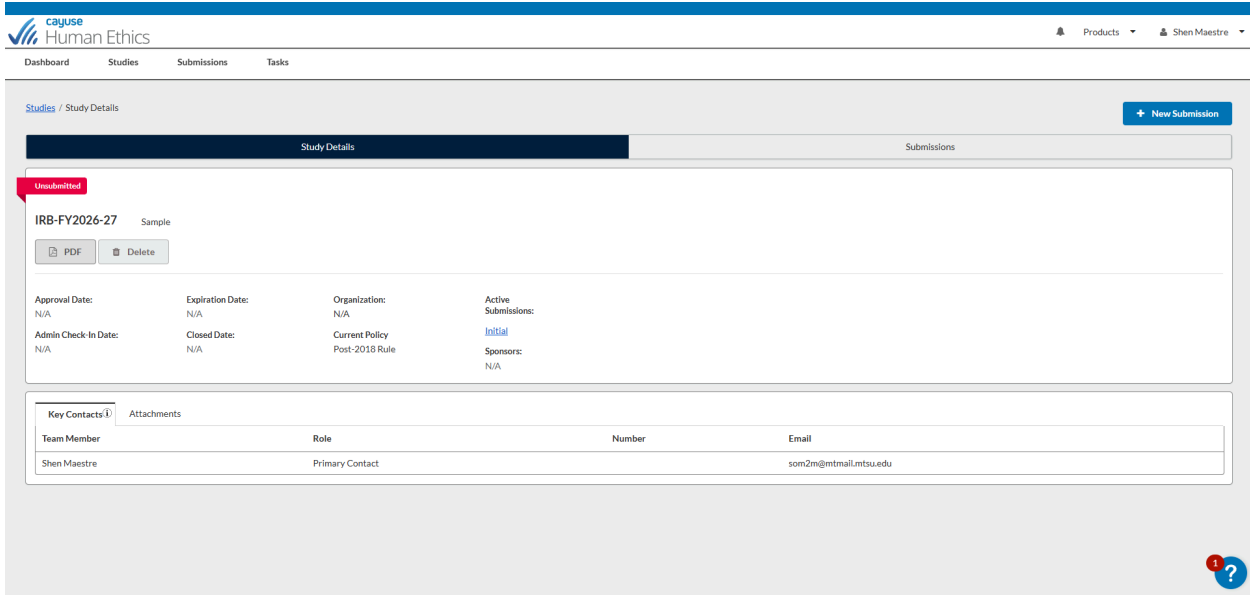 cayuse
Human Ethics
Products
Shen Maestre
Dashboard Studies Submissions Tasks
Studies / Study Details
+ New Submission
Study Details Submissions
Unsubmitted
IRB-FY2026-27 Sample
PDF Delete
Approval Date: Expiration Date: Organization: Active
Submissions:
N/A N/A N/A
Initial
Admin Check-In Date: Closed Date: Current Policy
N/A N/A Post-2018 Rule
Sponsors:
N/A
Key Contacts Attachments
Team Member Role Number Email
Shen Maestre Primary Contact som2m@mtmail.mtsu.edu
1
?